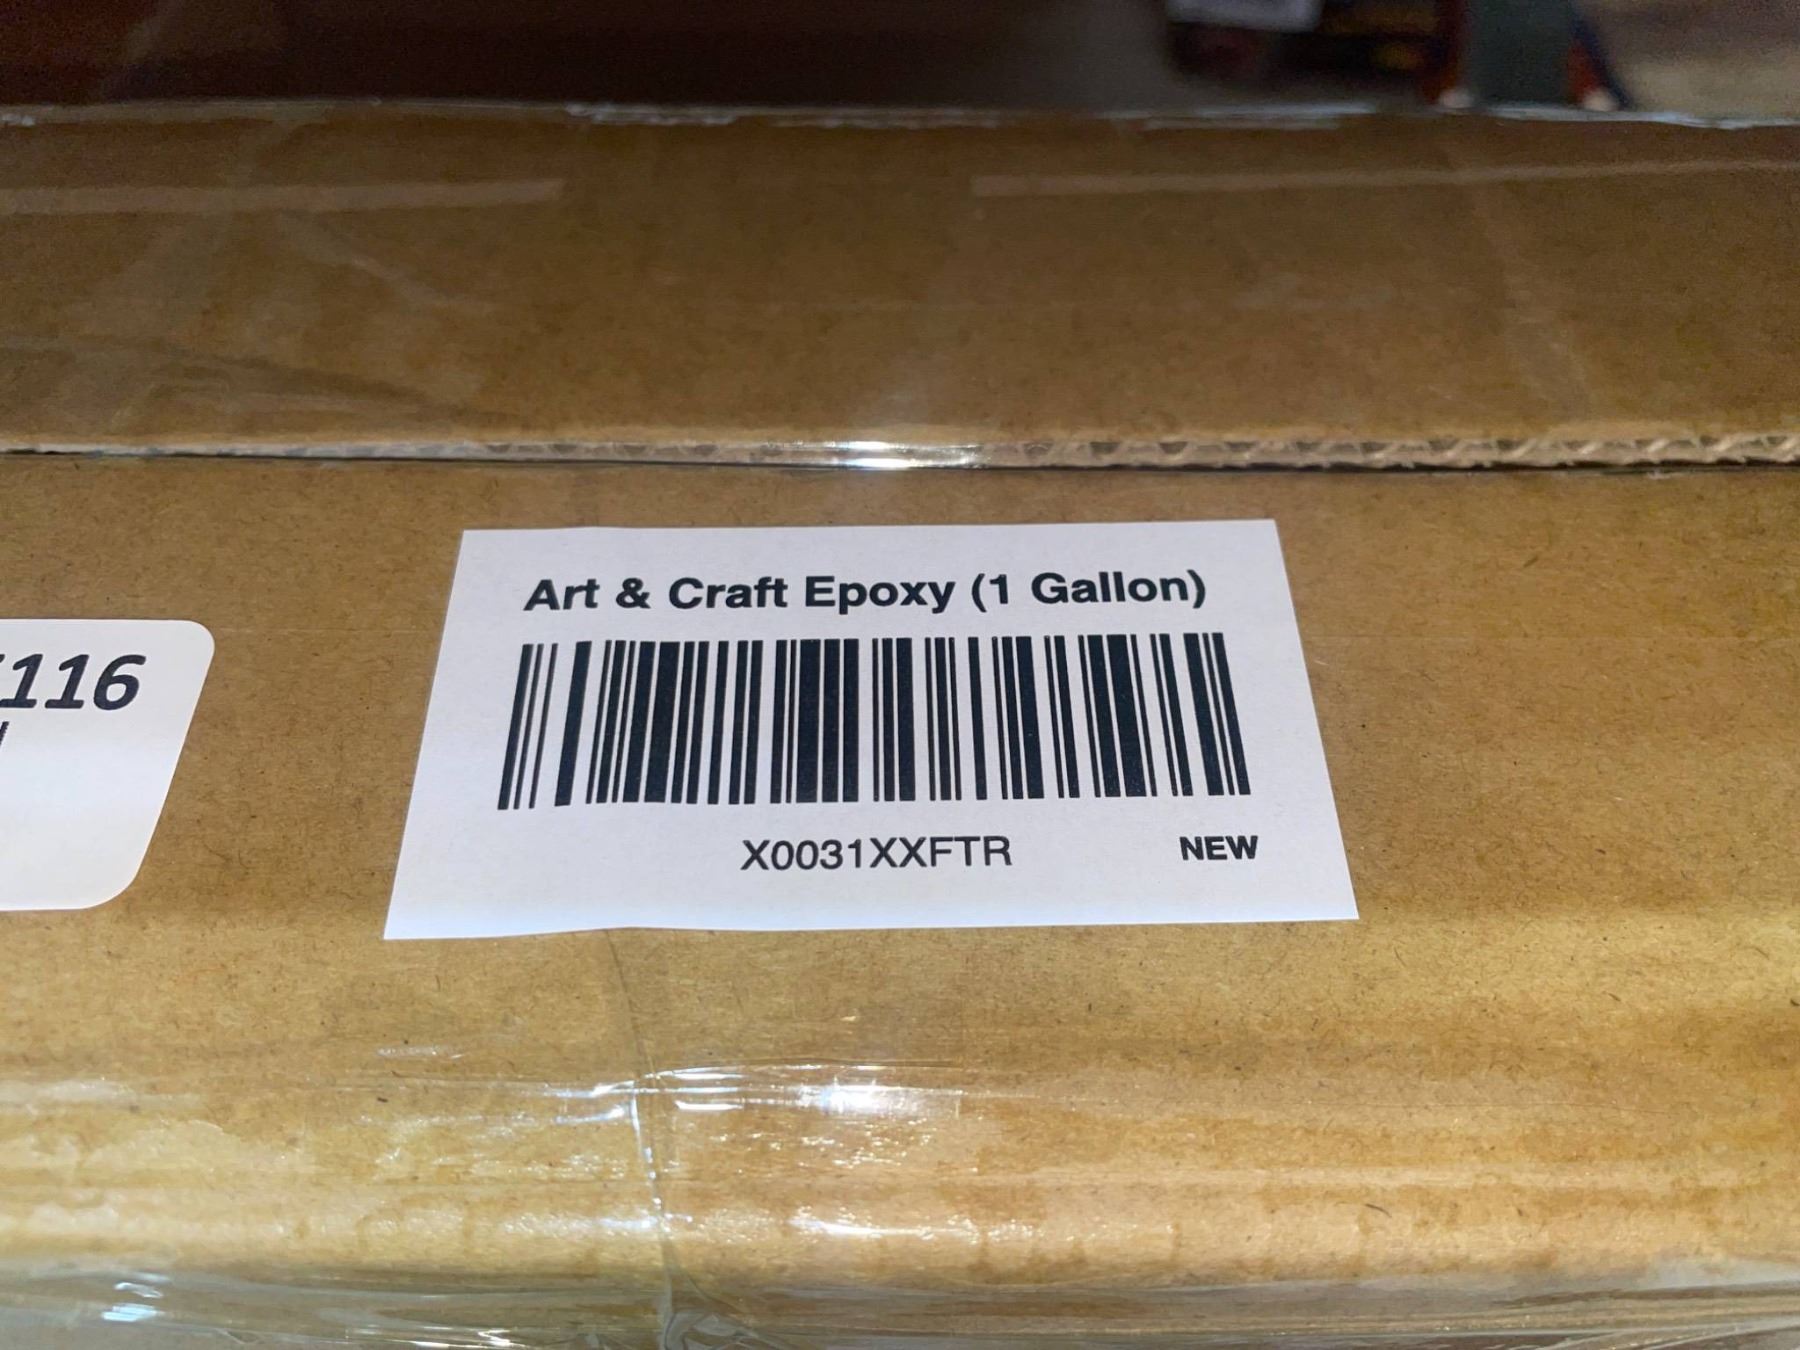 Art & Craft Epoxy (1 Gallon)
116
X0031XXFTR
NEW